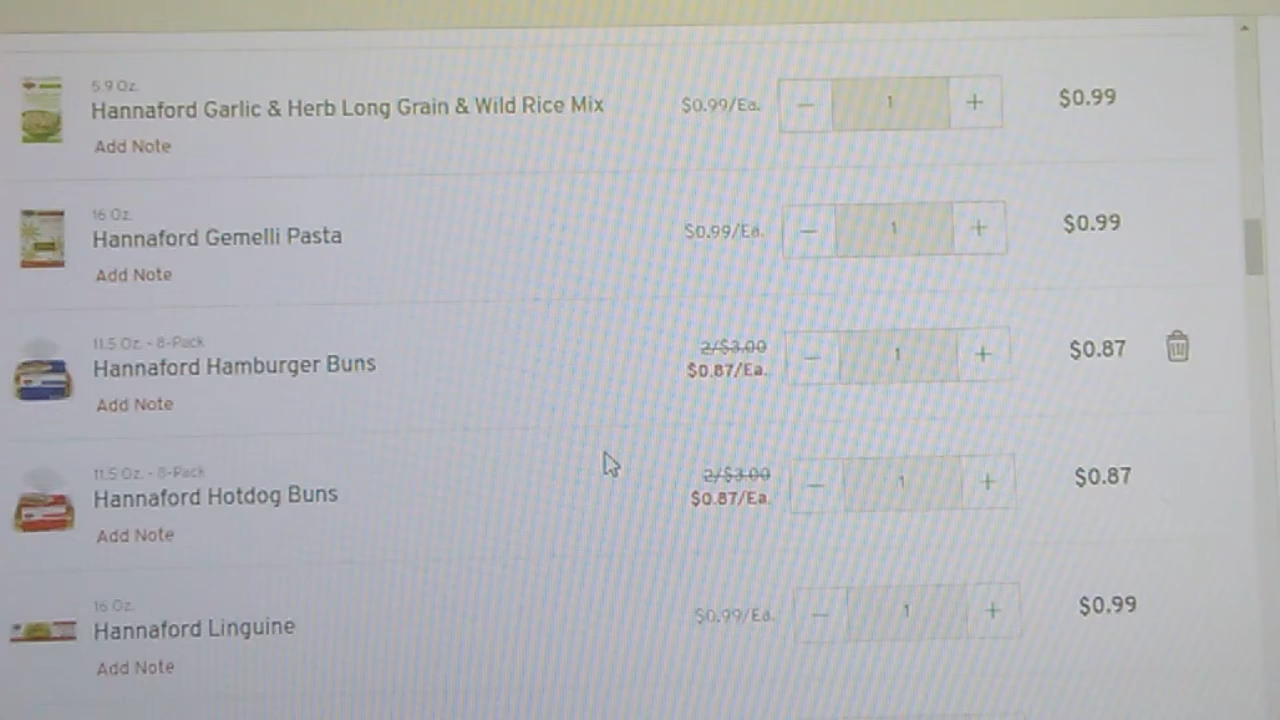 5.9 Oz.
Hannaford Garlic & Herb Long Grain & Wild Rice Mix
$0.99/Ea.
1
$0.99
Add Note
16 Oz.
Hannaford Gemelli Pasta
$0.99/Ea.
1
$0.99
Add Note
11.5 Oz. - 8-Pack
Hannaford Hamburger Buns
2/$3.00
$0.87/Ea.
1
$0.87
Add Note
11.5 Oz. - 8-Pack
Hannaford Hotdog Buns
2/$3.00
$0.87/Ea.
1
$0.87
Add Note
16 Oz.
Hannaford Linguine
$0.99/Ea.
1
$0.99
Add Note